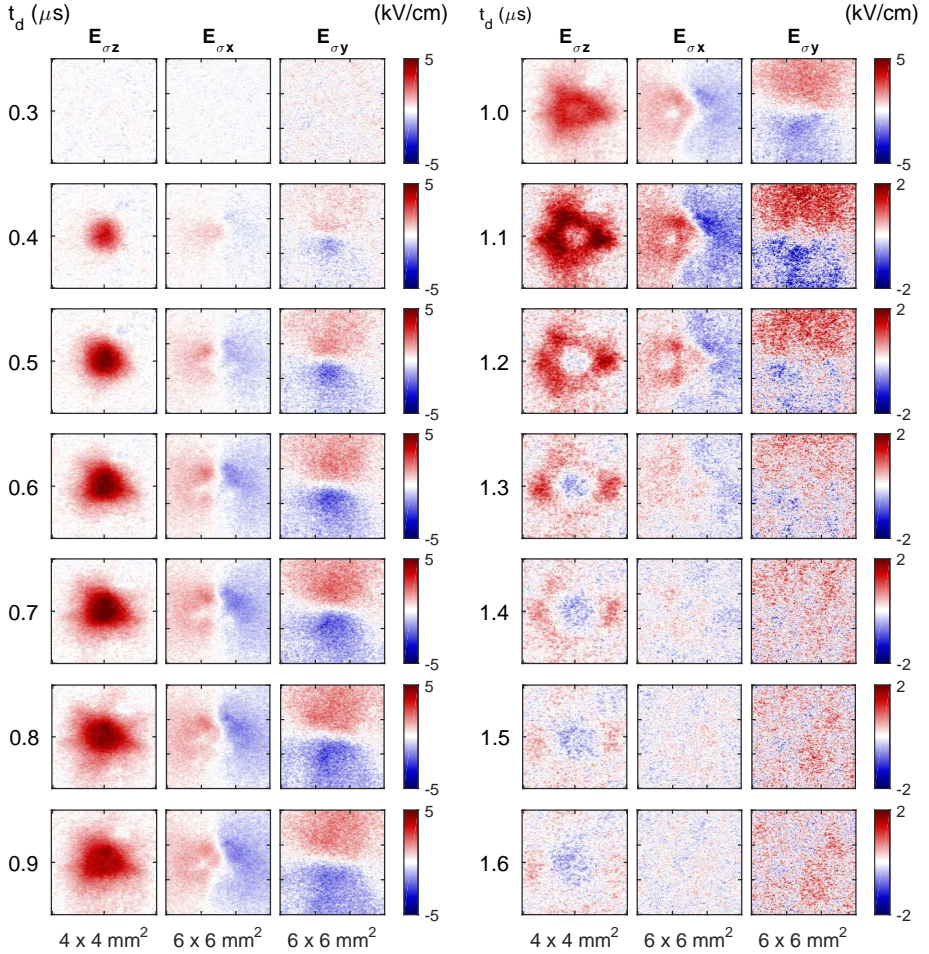 t_d (μs) (kV/cm)
E_σz E_σx E_σy
0.3 5 -5
0.4 5 -5
0.5 5 -5
0.6 5 -5
0.7 5 -5
0.8 5 -5
0.9 5 -5
4 x 4 mm² 6 x 6 mm² 6 x 6 mm²
t_d (μs) (kV/cm)
E_σz E_σx E_σy
1.0 5 -5
1.1 2 -2
1.2 2 -2
1.3 2 -2
1.4 2 -2
1.5 2 -2
1.6 2 -2
4 x 4 mm² 6 x 6 mm² 6 x 6 mm²